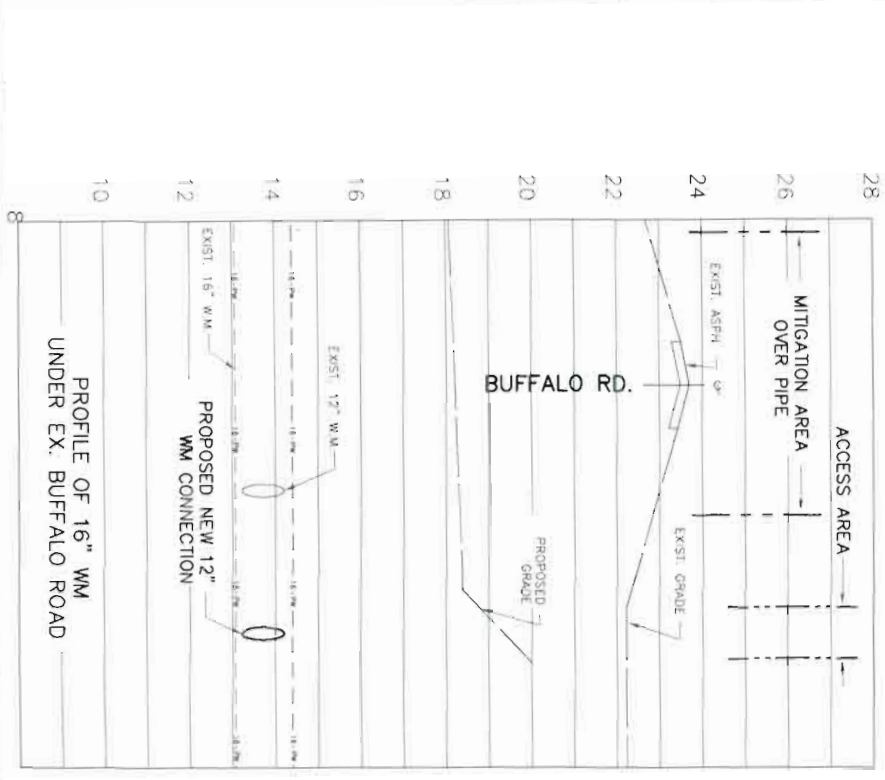 28
26
24
22
20
18
16
14
12
10
8
ACCESS AREA
MITIGATION AREA
OVER PIPE
EXIST. ASPH.
BUFFALO RD.
EXIST. GRADE
PROPOSED
GRADE
EXIST. 12" W.M.
EXIST. 16" W.M.
PROPOSED NEW 12"
WM CONNECTION
PROFILE OF 16" WM
UNDER EX. BUFFALO ROAD